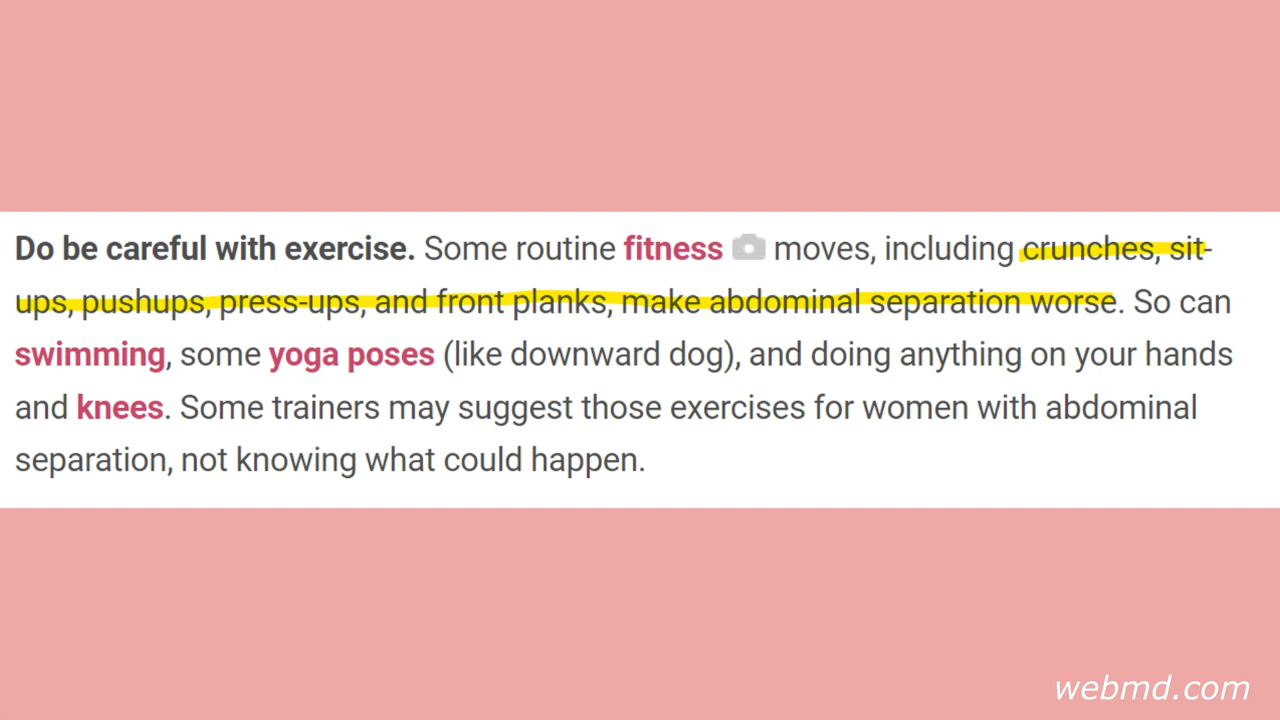 Do be careful with exercise. Some routine fitness moves, including crunches, sit-
ups, pushups, press-ups, and front planks, make abdominal separation worse. So can
swimming, some yoga poses (like downward dog), and doing anything on your hands
and knees. Some trainers may suggest those exercises for women with abdominal
separation, not knowing what could happen.
webmd.com